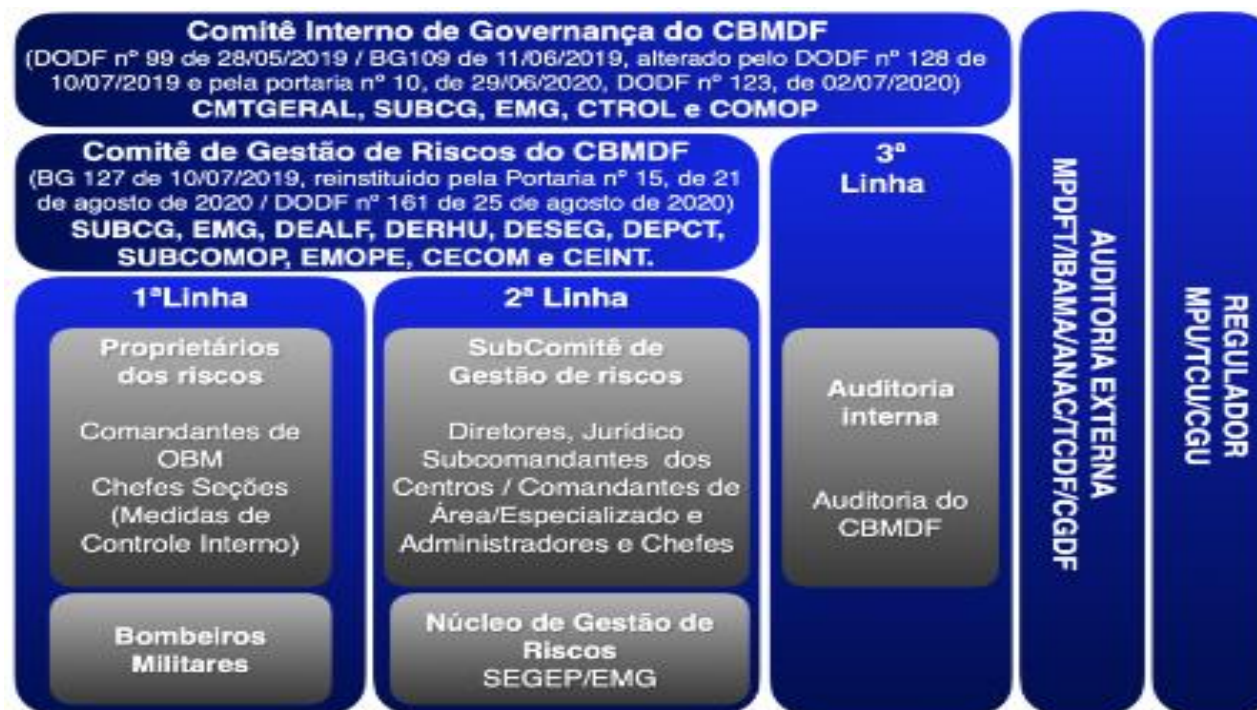 Comitê Interno de Governança do CBMDF
(DODF nº 99 de 28/05/2019 / BG109 de 11/06/2019, alterado pelo DODF nº 128 de
10/07/2019 e pela portaria nº 10, de 29/06/2020, DODF nº 123, de 02/07/2020)
CMTGERAL, SUBCG, EMG, CTROL e COMOP
Comitê de Gestão de Riscos do CBMDF
(BG 127 de 10/07/2019, reinstituido pela Portaria nº 15, de 21
de agosto de 2020 / DODF nº 161 de 25 de agosto de 2020)
SUBCG, EMG, DEALF, DERHU, DESEG, DEPCT,
SUBCOMOP, EMOPE, CECOM e CEINT.
1ªLinha
Proprietários
dos riscos
Comandantes de
OBM
Chefes Seções
(Medidas de
Controle Interno)
Bombeiros
Militares
2ª Linha
SubComitê de
Gestão de riscos
Diretores, Jurídico
Subcomandantes dos
Centros / Comandantes de
Área/Especializado e
Administradores e Chefes
Núcleo de Gestão de
Riscos
SEGEP/EMG
3ª
Linha
Auditoria
interna
Auditoria do
CBMDF
AUDITORIA EXTERNA
MPDFT/IBAMA/ANAC/TCDF/CGDF
REGULADOR
MPU/TCU/CGU